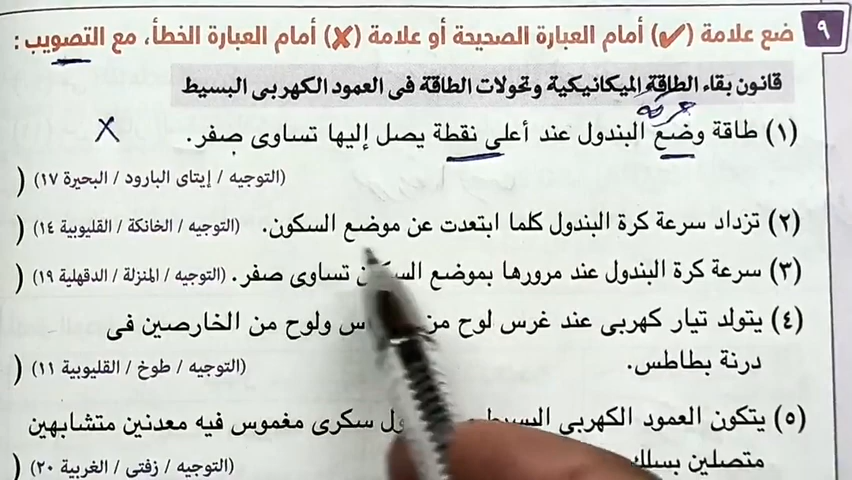 ٩ ضع علامة (✓) أمام العبارة الصحيحة أو علامة (✗) أمام العبارة الخطأ، مع التصويب :
قانون بقاء الطاقة الميكانيكية وتحولات الطاقة فى العمود الكهربى البسيط
حركة
(١) طاقة وضع البندول عند أعلى نقطة يصل إليها تساوى صفر. X
(التوجيه / إيتاى البارود / البحيرة ١٧) (
(٢) تزداد سرعة كرة البندول كلما ابتعدت عن موضع السكون. (التوجيه / الخانكة / القليوبية ١٤) (
(٣) سرعة كرة البندول عند مرورها بموضع تساوى صفر. (التوجيه / المنزلة / الدقهلية ١٩) (
(٤) يتولد تيار كهربى عند غرس لوح من ولوح من الخارصين فى
درنة بطاطس. (التوجيه / طوخ / القليوبية ١١) (
(٥) يتكون العمود الكهربى سكرى مغموس فيه معدنين متشابهين
متصلين بسلك (التوجيه / زفتى / الغربية ٢٠) (